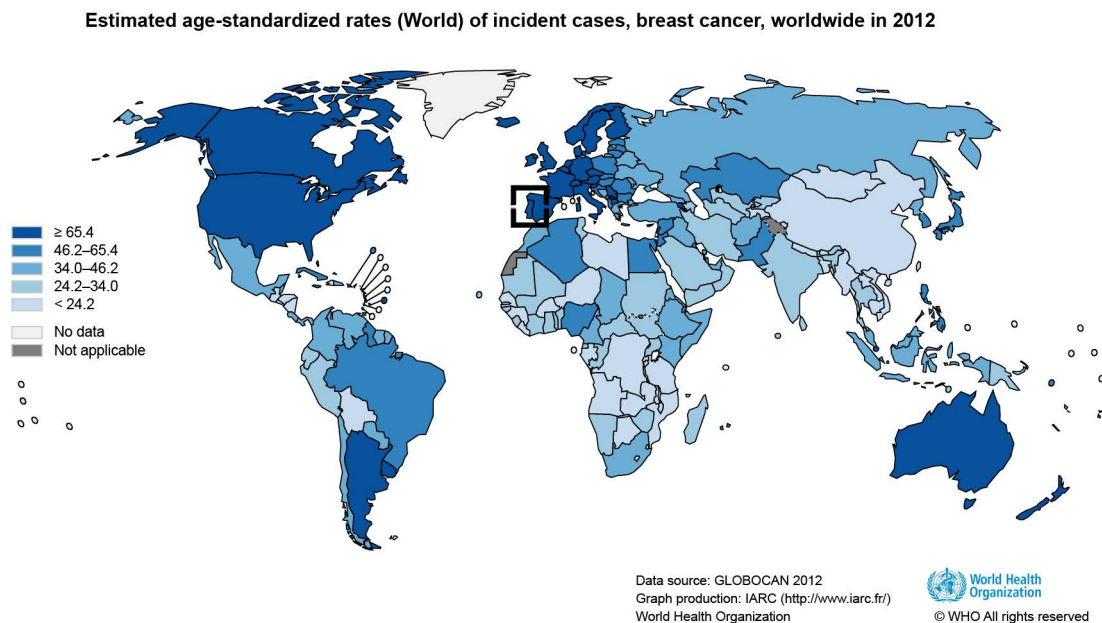 Estimated age-standardized rates (World) of incident cases, breast cancer, worldwide in 2012
≥ 65.4
46.2–65.4
34.0–46.2
24.2–34.0
< 24.2
No data
Not applicable
Data source: GLOBOCAN 2012
Graph production: IARC (http://www.iarc.fr/)
World Health Organization
World Health
Organization
© WHO All rights reserved